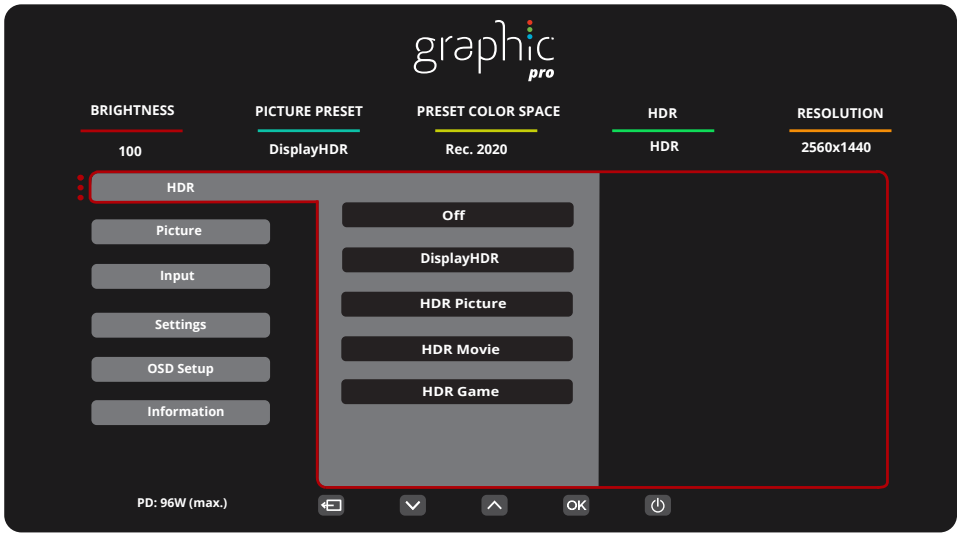 graphic
pro
BRIGHTNESS PICTURE PRESET PRESET COLOR SPACE HDR RESOLUTION
100 DisplayHDR Rec. 2020 HDR 2560x1440
HDR
Picture
Input
Settings
OSD Setup
Information
Off
DisplayHDR
HDR Picture
HDR Movie
HDR Game
PD: 96W (max.)
OK